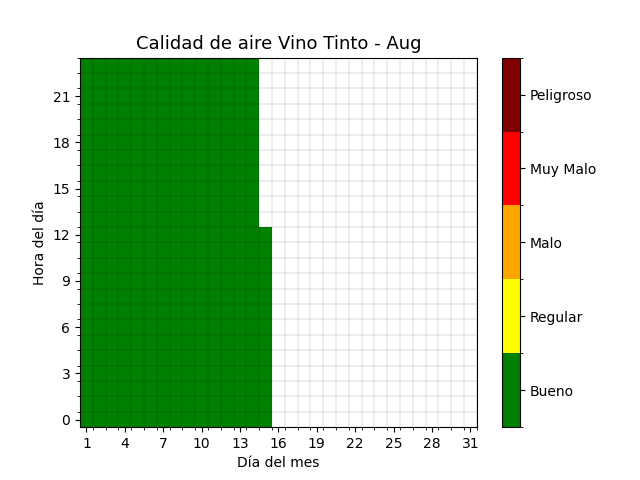 Calidad de aire Vino Tinto - Aug
Hora del día
21
18
15
12
9
6
3
0
1 4 7 10 13 16 19 22 25 28 31
Día del mes
Peligroso
Muy Malo
Malo
Regular
Bueno